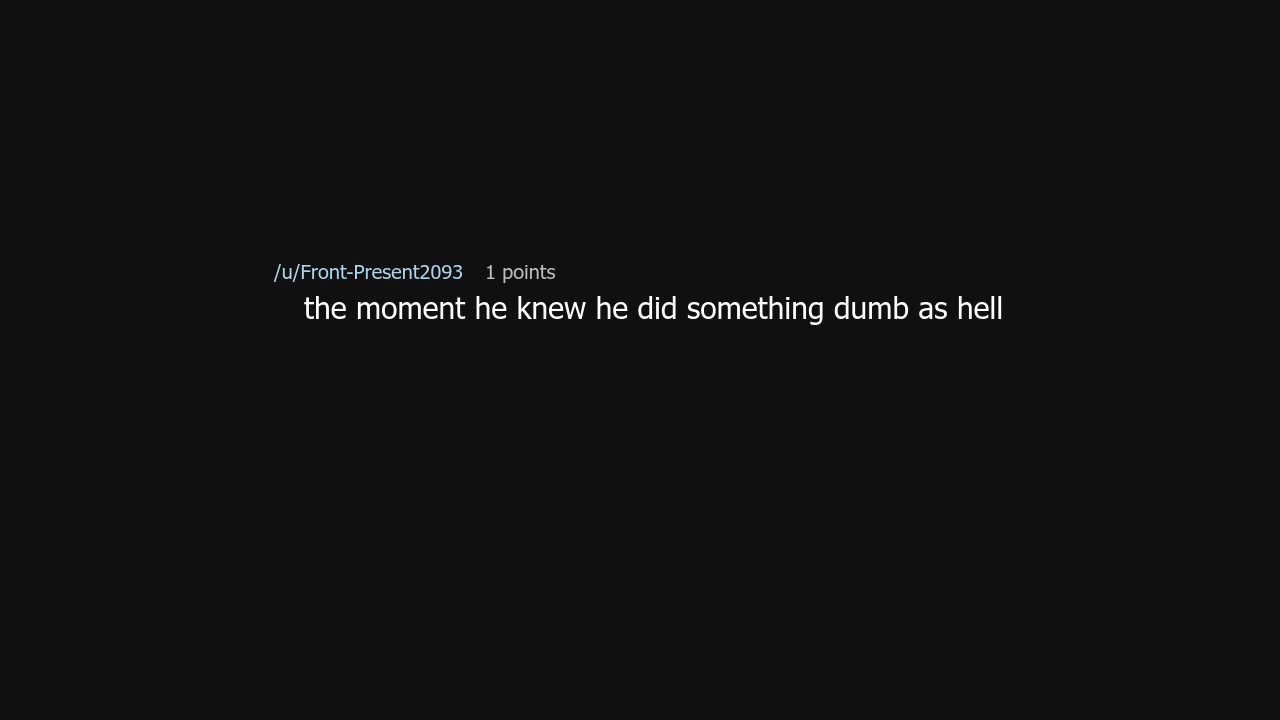 /u/Front-Present2093 1 points
the moment he knew he did something dumb as hell